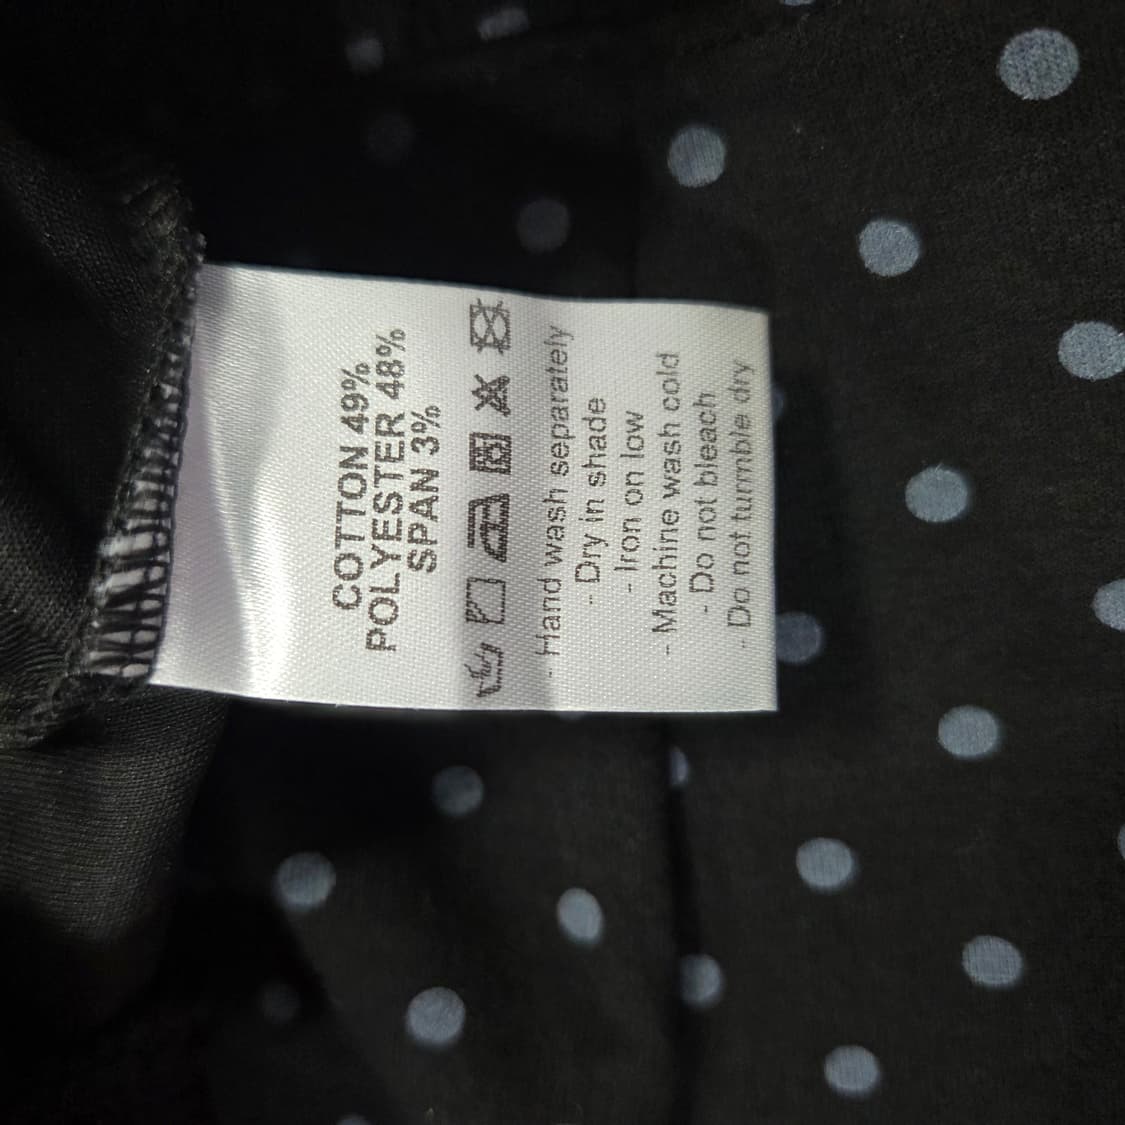 COTTON 49%
POLYESTER 48%
SPAN 3%
- Hand wash separately
- Dry in shade
- Iron on low
- Machine wash cold
- Do not bleach
- Do not tumble dry